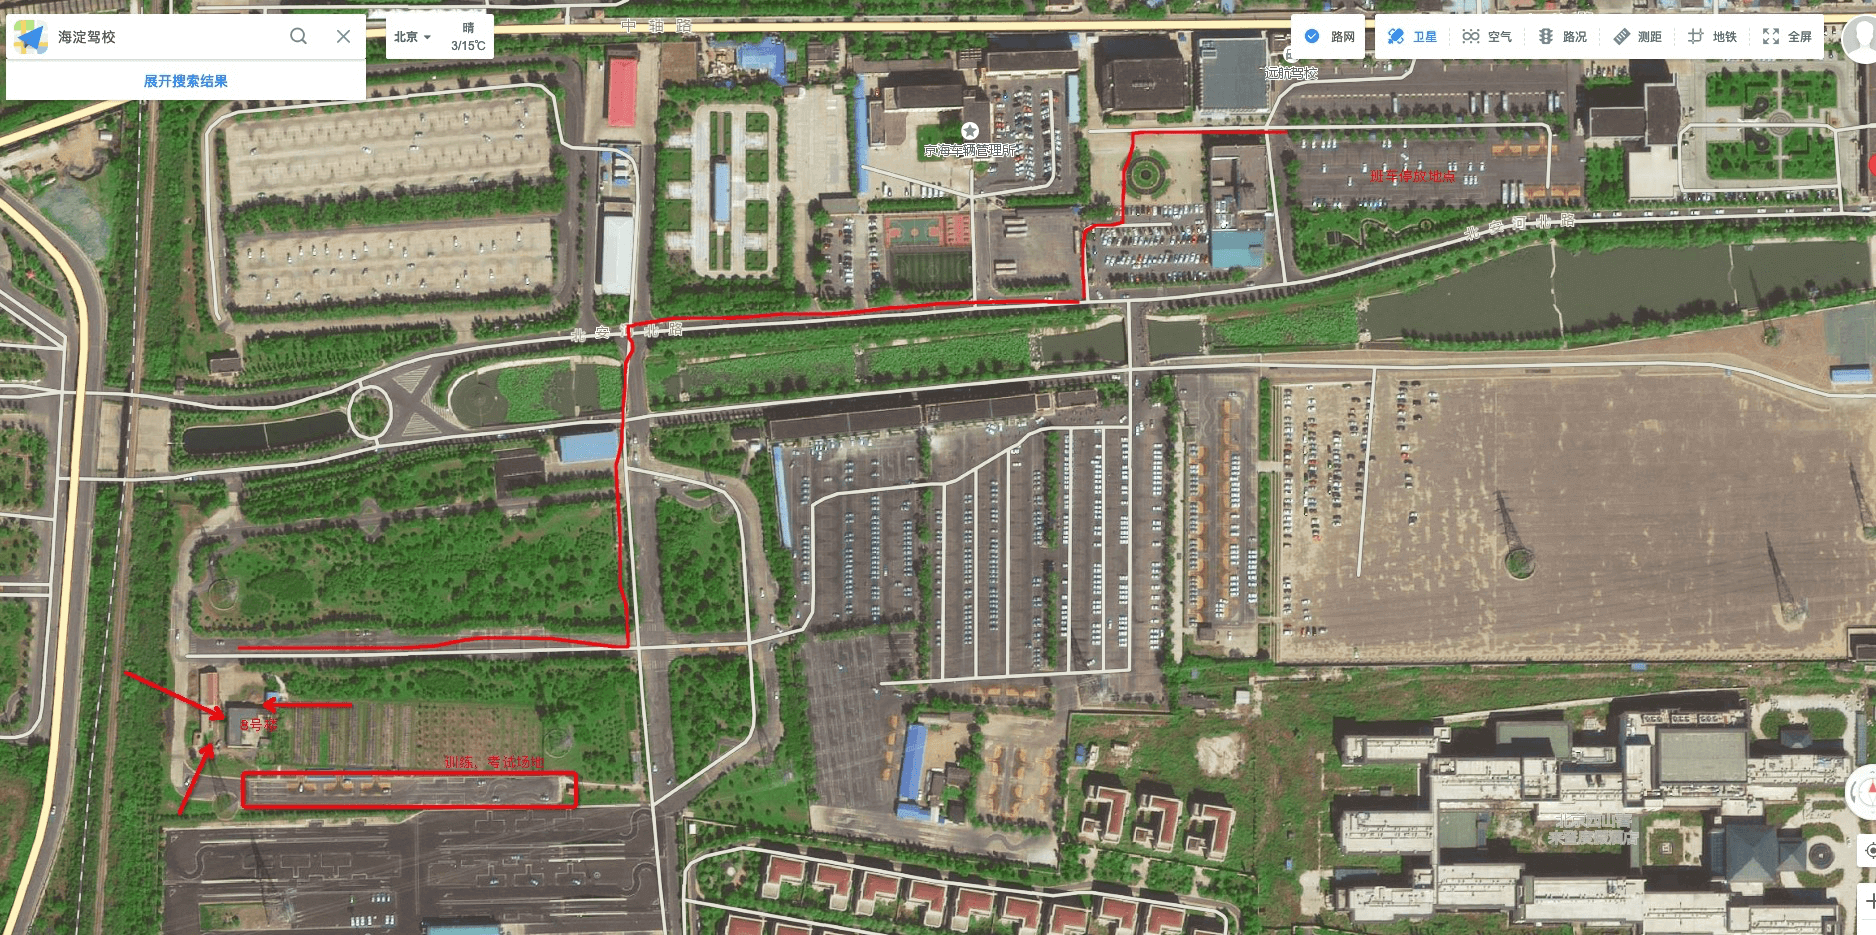 中轴路
海淀驾校
北京
晴
3/15℃
路网
卫星
空气
路况
测距
地铁
全屏
展开搜索结果
远航驾校
京海车辆管理所
班车停放地点
北安河北路
北安河北路
8号楼
训练、考试场地